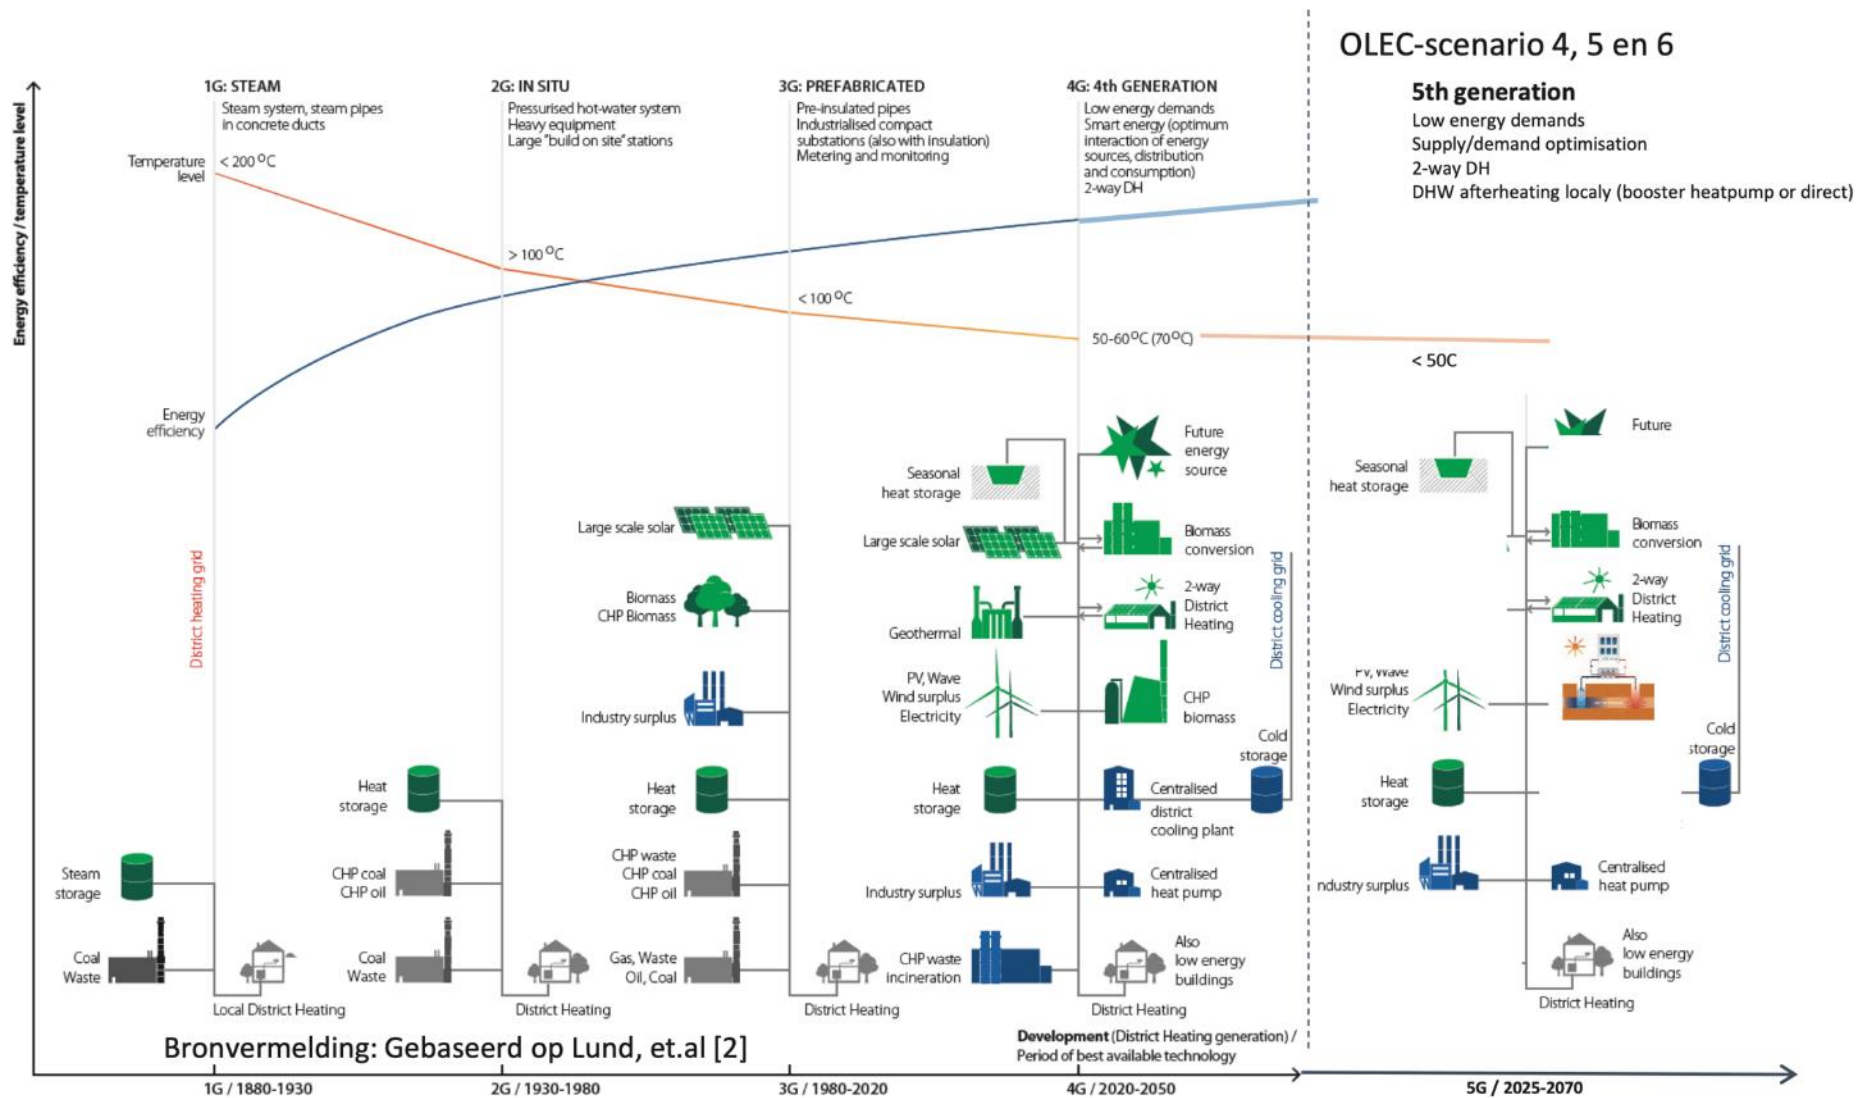 OLEC-scenario 4, 5 en 6
5th generation
Low energy demands
Supply/demand optimisation
2-way DH
DHW afterheating localy (booster heatpump or direct)
Energy efficiency / temperature level
1G: STEAM
Steam system, steam pipes
in concrete ducts
2G: IN SITU
Pressurised hot-water system
Heavy equipment
Large "build on site" stations
3G: PREFABRICATED
Pre-insulated pipes
Industrialised compact
substations (also with insulation)
Metering and monitoring
4G: 4th GENERATION
Low energy demands
Smart energy (optimum
interaction of energy
sources, distribution
and consumption)
2-way DH
Temperature
level
< 200 °C
> 100 °C
< 100 °C
50-60°C (70°C)
< 50C
Energy
efficiency
District heating grid
Steam
storage
Coal
Waste
Local District Heating
Heat
storage
CHP coal
CHP oil
Coal
Waste
District Heating
Large scale solar
Biomass
CHP Biomass
Industry surplus
Heat
storage
CHP waste
CHP coal
CHP oil
Gas, Waste
Oil, Coal
District Heating
Seasonal
heat storage
Large scale solar
Geothermal
PV, Wave
Wind surplus
Electricity
Heat
storage
Industry surplus
CHP waste
incineration
Future
energy
source
Biomass
conversion
2-way
District
Heating
CHP
biomass
Centralised
district
cooling plant
Centralised
heat pump
Also
low energy
buildings
District Heating
District cooling grid
Cold
storage
Seasonal
heat storage
PV, Wave
Wind surplus
Electricity
Heat
storage
ndustry surplus
Future
Biomass
conversion
2-way
District
Heating
District cooling grid
Cold
storage
Centralised
heat pump
Also
low energy
buildings
District Heating
Bronvermelding: Gebaseerd op Lund, et.al [2]
Development (District Heating generation) /
Period of best available technology
1G / 1880-1930
2G / 1930-1980
3G / 1980-2020
4G / 2020-2050
5G / 2025-2070